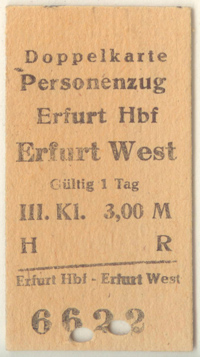 Doppelkarte
Personenzug
Erfurt Hbf
Erfurt West
Gültig 1 Tag
III. Kl. 3,00 M
H R
Erfurt Hbf - Erfurt West
6622